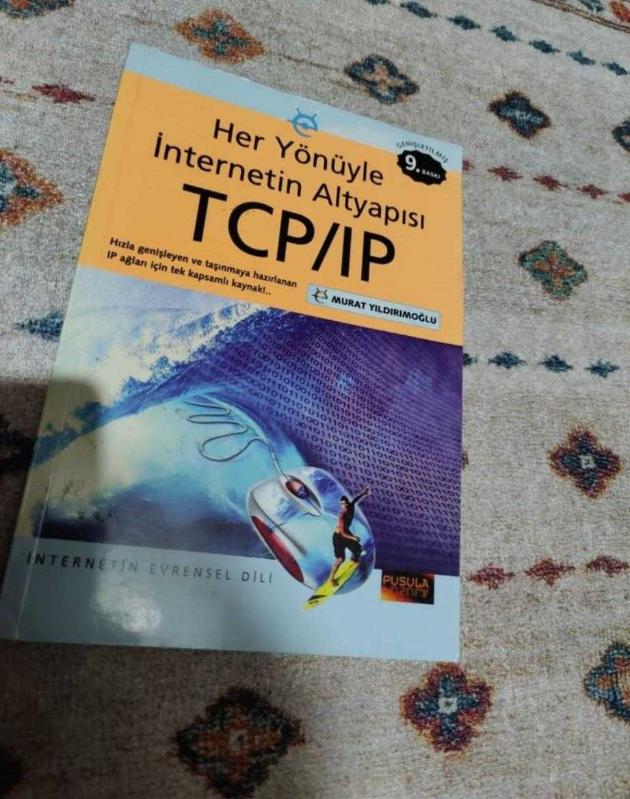 Her Yönüyle
İnternetin Altyapısı
TCP/IP
GENİŞLETİLMİŞ
9. BASKI
Hızla genişleyen ve taşınmaya hazırlanan
IP ağları için tek kapsamlı kaynak!..
MURAT YILDIRIMOĞLU
İNTERNETİN EVRENSEL DİLİ
PUSULA